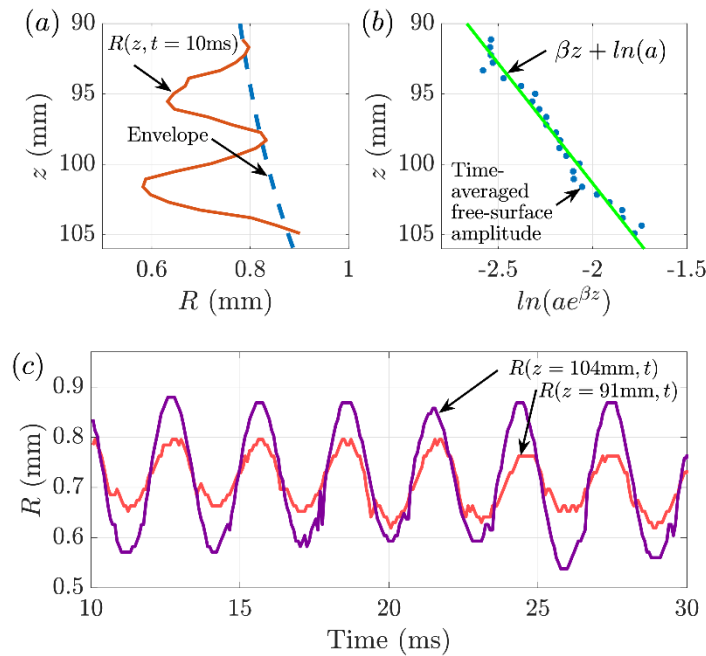 (a)
90
95
100
105
z (mm)
R(z, t = 10ms)
Envelope
0.6
0.8
1
R (mm)
(b)
90
95
100
105
z (mm)
βz + ln(a)
Time-
averaged
free-surface
amplitude
-2.5
-2
-1.5
ln(ae^{βz})
(c)
0.9
0.8
0.7
0.6
0.5
R (mm)
R(z = 104mm, t)
R(z = 91mm, t)
10
15
20
25
30
Time (ms)